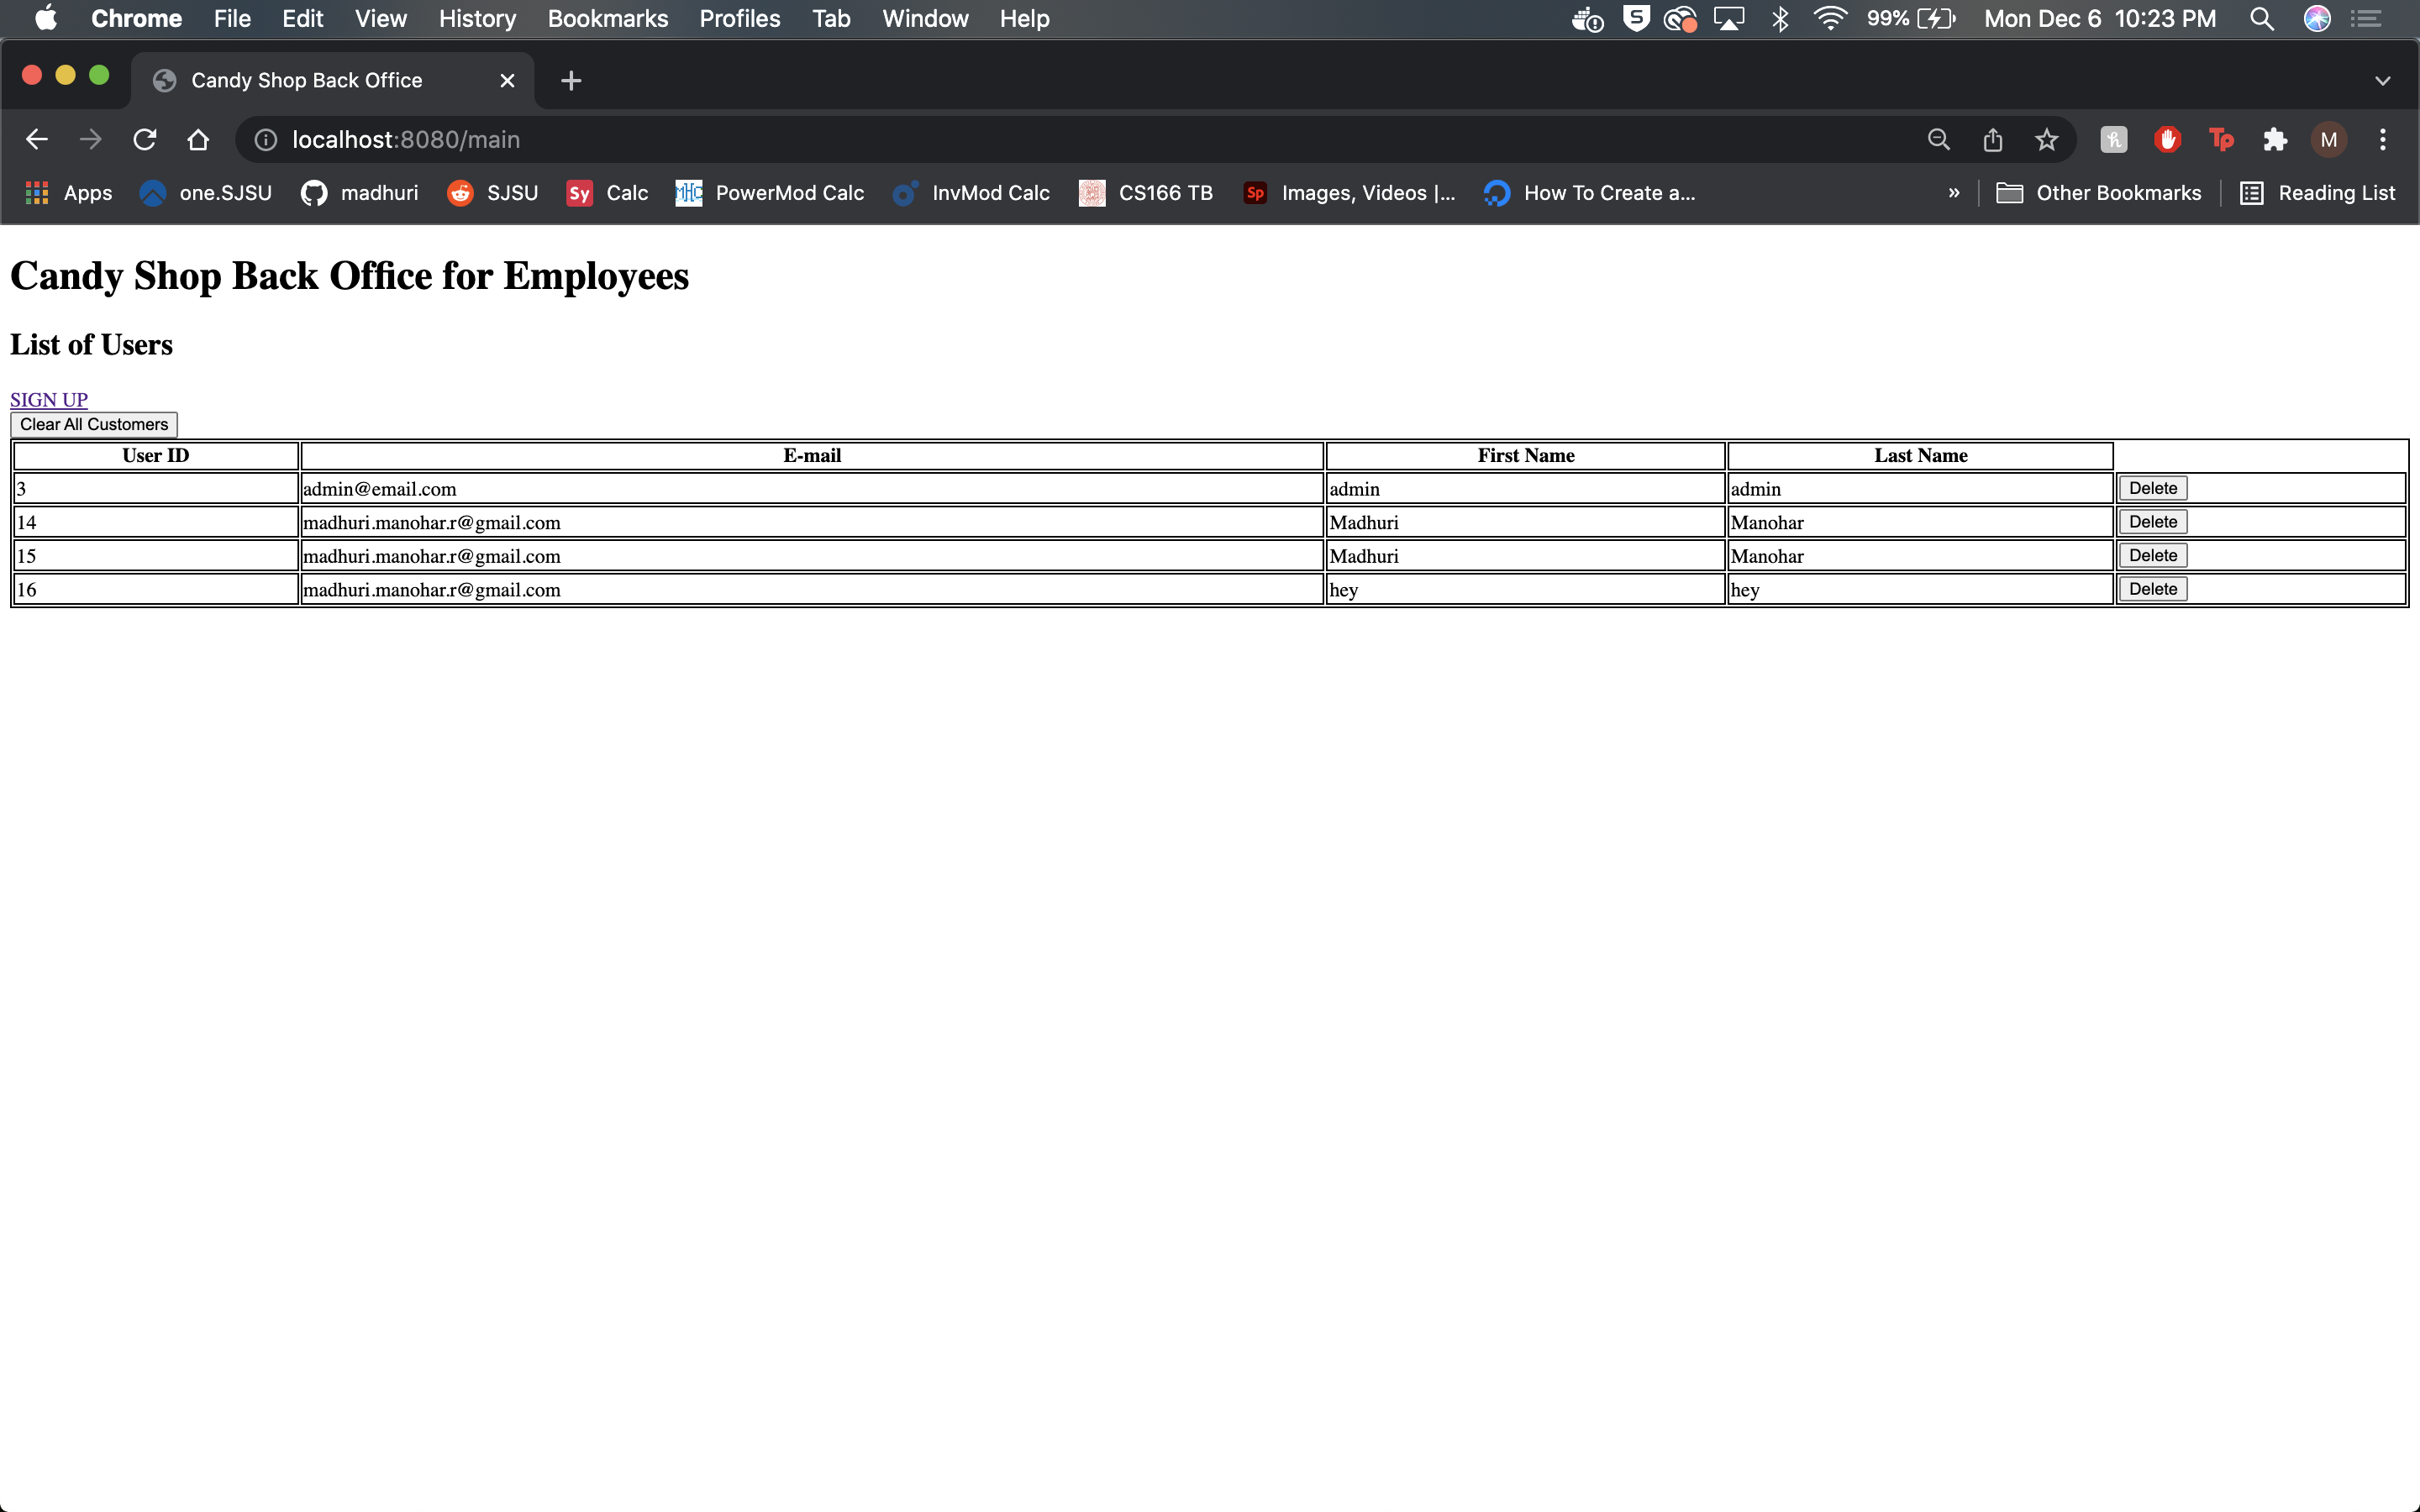 Chrome File Edit View History Bookmarks Profiles Tab Window Help 99% Mon Dec 6 10:23 PM
Candy Shop Back Office
localhost:8080/main M
Apps one.SJSU madhuri SJSU Sy Calc MHC PowerMod Calc InvMod Calc CS166 TB Sp Images, Videos |... How To Create a... » Other Bookmarks Reading List
Candy Shop Back Office for Employees
List of Users
SIGN UP
Clear All Customers
User ID E-mail First Name Last Name
3 admin@email.com admin admin Delete
14 madhuri.manohar.r@gmail.com Madhuri Manohar Delete
15 madhuri.manohar.r@gmail.com Madhuri Manohar Delete
16 madhuri.manohar.r@gmail.com hey hey Delete